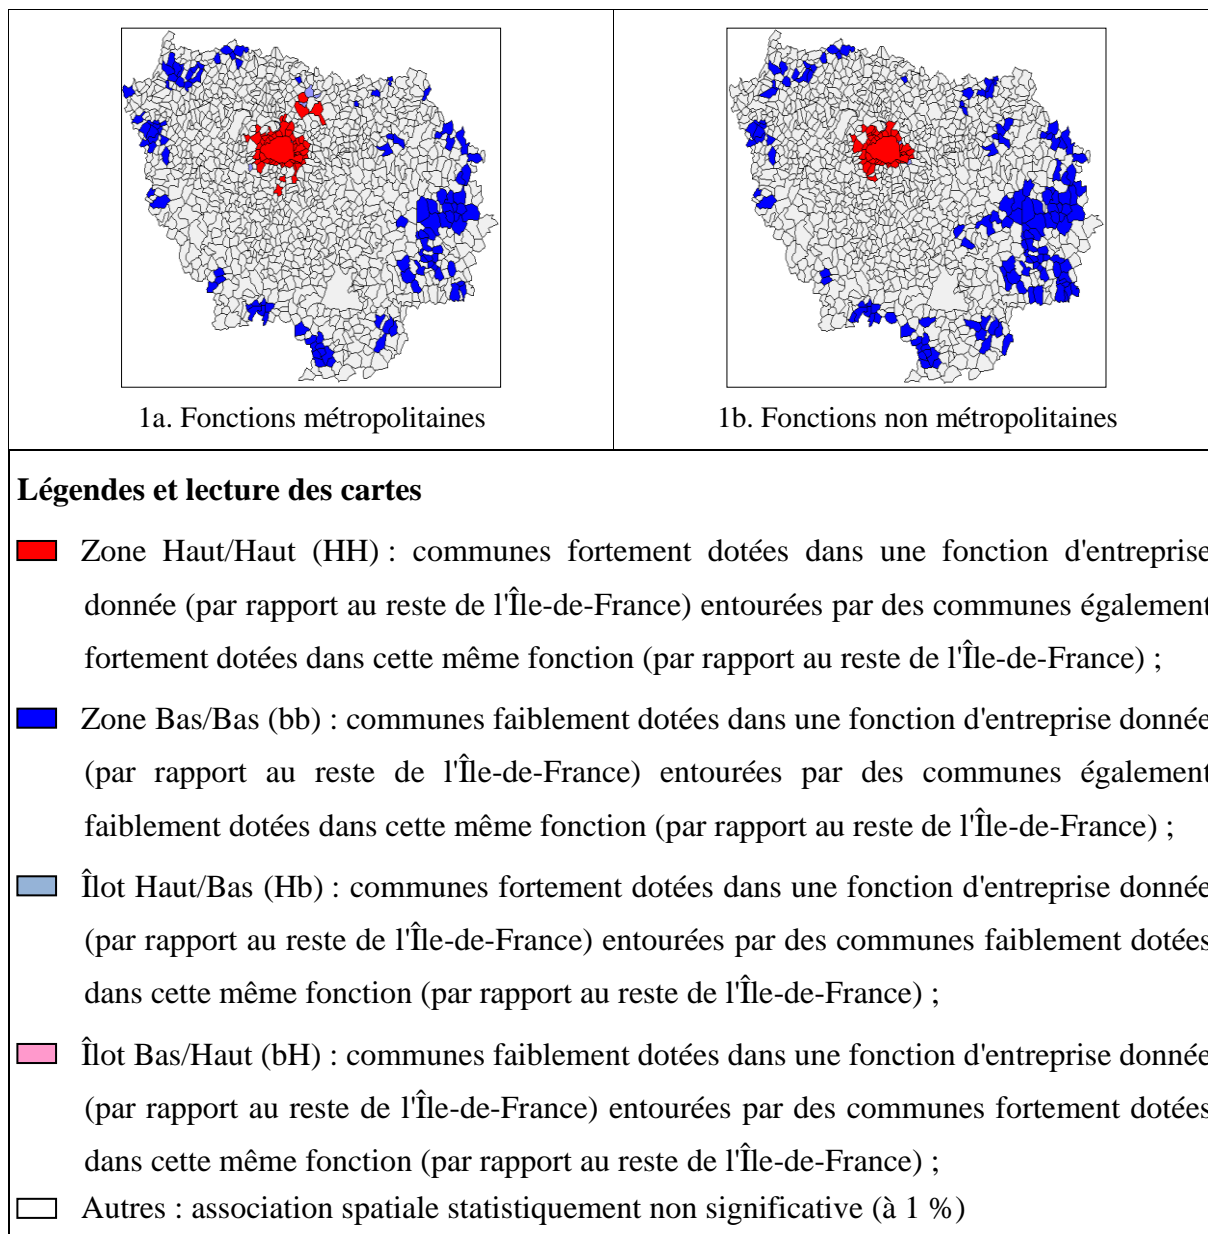 1a. Fonctions métropolitaines
1b. Fonctions non métropolitaines
Légendes et lecture des cartes
Zone Haut/Haut (HH) : communes fortement dotées dans une fonction d'entreprise
donnée (par rapport au reste de l'Île-de-France) entourées par des communes également
fortement dotées dans cette même fonction (par rapport au reste de l'Île-de-France) ;
Zone Bas/Bas (bb) : communes faiblement dotées dans une fonction d'entreprise donnée
(par rapport au reste de l'Île-de-France) entourées par des communes également
faiblement dotées dans cette même fonction (par rapport au reste de l'Île-de-France) ;
Îlot Haut/Bas (Hb) : communes fortement dotées dans une fonction d'entreprise donnée
(par rapport au reste de l'Île-de-France) entourées par des communes faiblement dotées
dans cette même fonction (par rapport au reste de l'Île-de-France) ;
Îlot Bas/Haut (bH) : communes faiblement dotées dans une fonction d'entreprise donnée
(par rapport au reste de l'Île-de-France) entourées par des communes fortement dotées
dans cette même fonction (par rapport au reste de l'Île-de-France) ;
Autres : association spatiale statistiquement non significative (à 1 %)